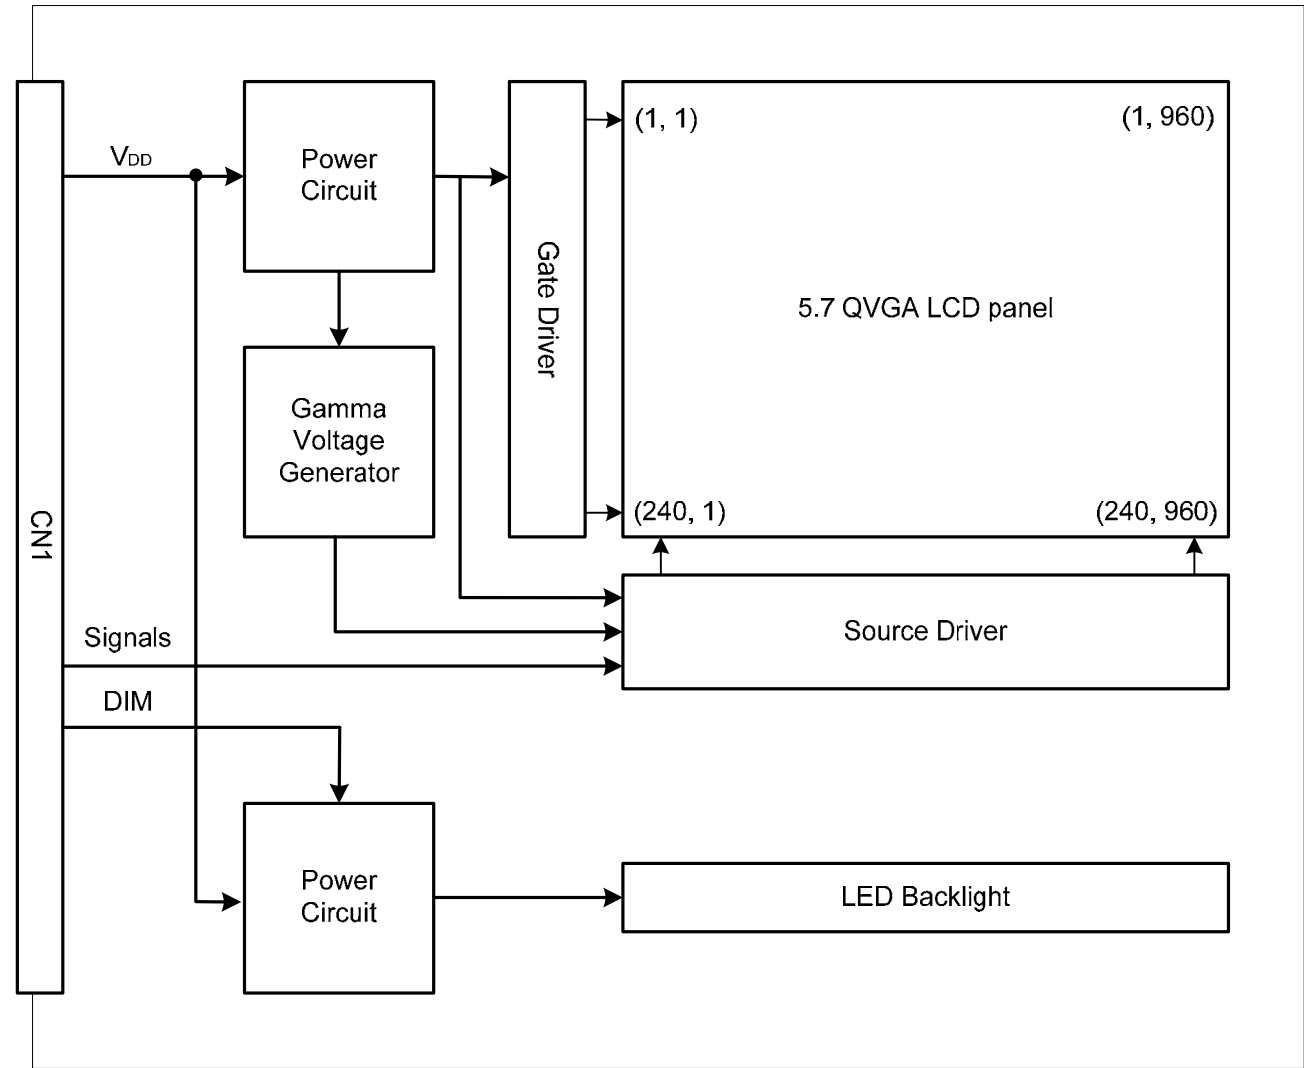 VDD
Power
Circuit
(1, 1)
(1, 960)
Gate Driver
5.7 QVGA LCD panel
Gamma
Voltage
Generator
(240, 1)
(240, 960)
CN1
Signals
Source Driver
DIM
Power
Circuit
LED Backlight